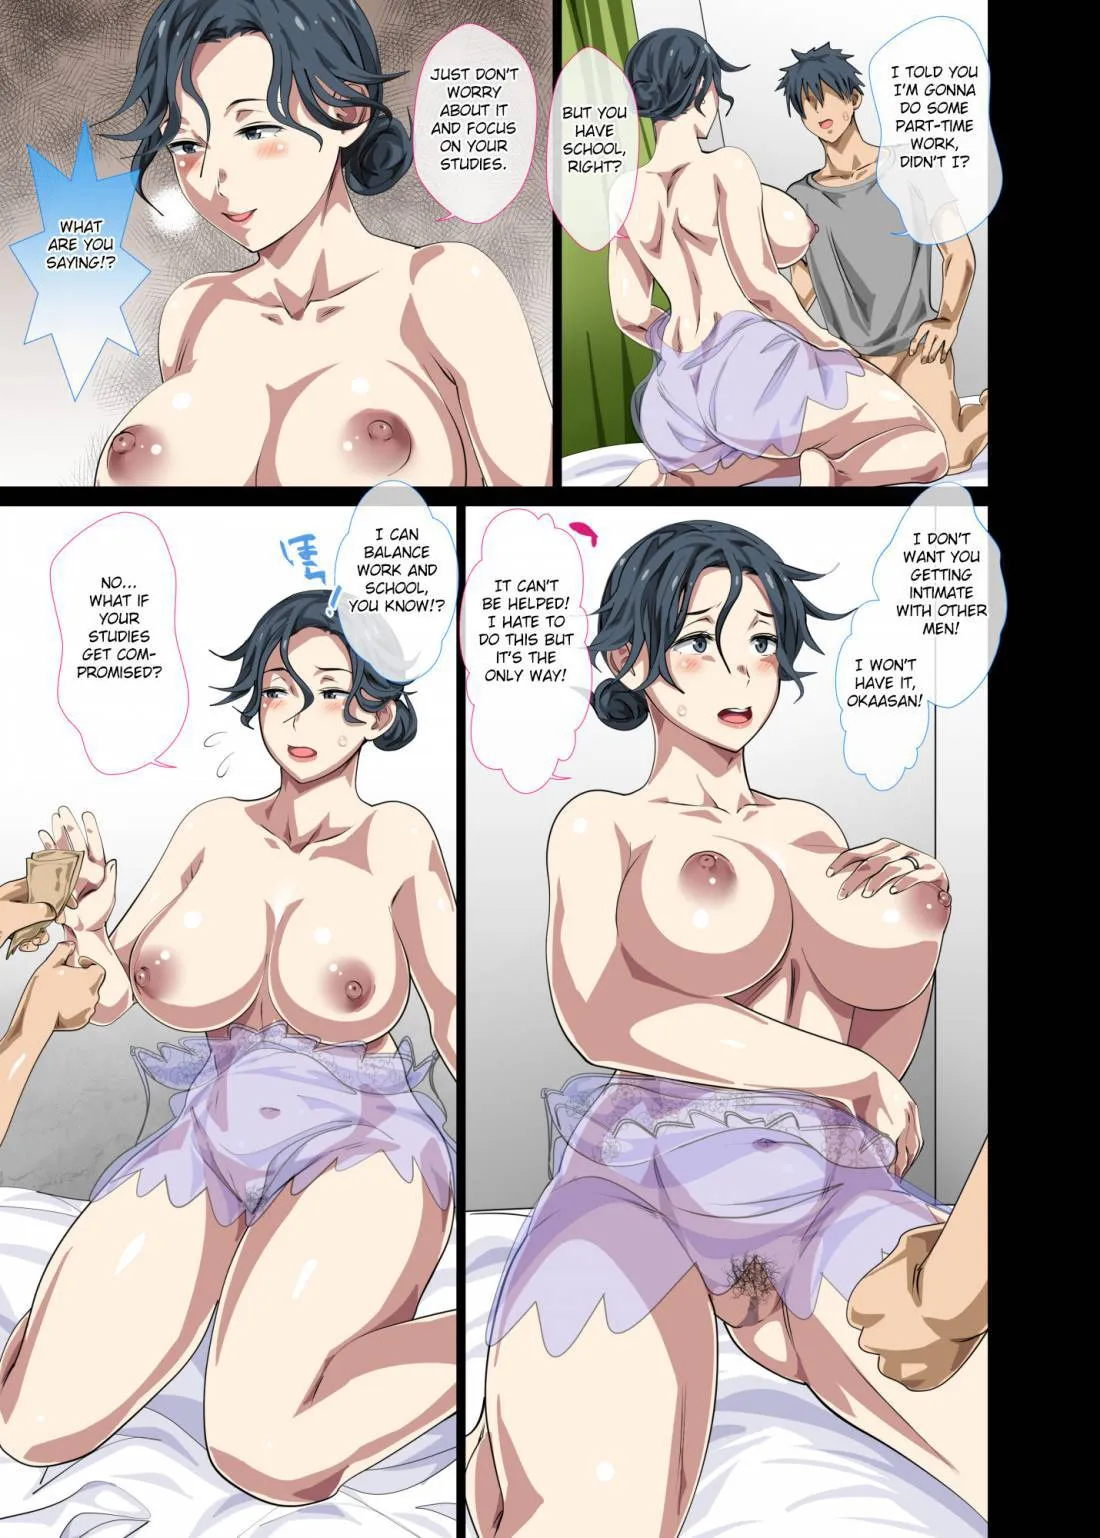 I TOLD YOU
I'M GONNA
DO SOME
PART-TIME
WORK,
DIDN'T I?
BUT YOU
HAVE
SCHOOL,
RIGHT?
JUST DON'T
WORRY
ABOUT IT
AND FOCUS
ON YOUR
STUDIES.
WHAT
ARE YOU
SAYING!?
I DON'T
WANT YOU
GETTING
INTIMATE
WITH OTHER
MEN!
I WON'T
HAVE IT,
OKAASAN!
IT CAN'T
BE HELPED!
I HATE TO
DO THIS BUT
IT'S THE
ONLY WAY!
I CAN
BALANCE
WORK AND
SCHOOL,
YOU KNOW!?
NO...
WHAT IF
YOUR
STUDIES
GET COM-
PROMISED?